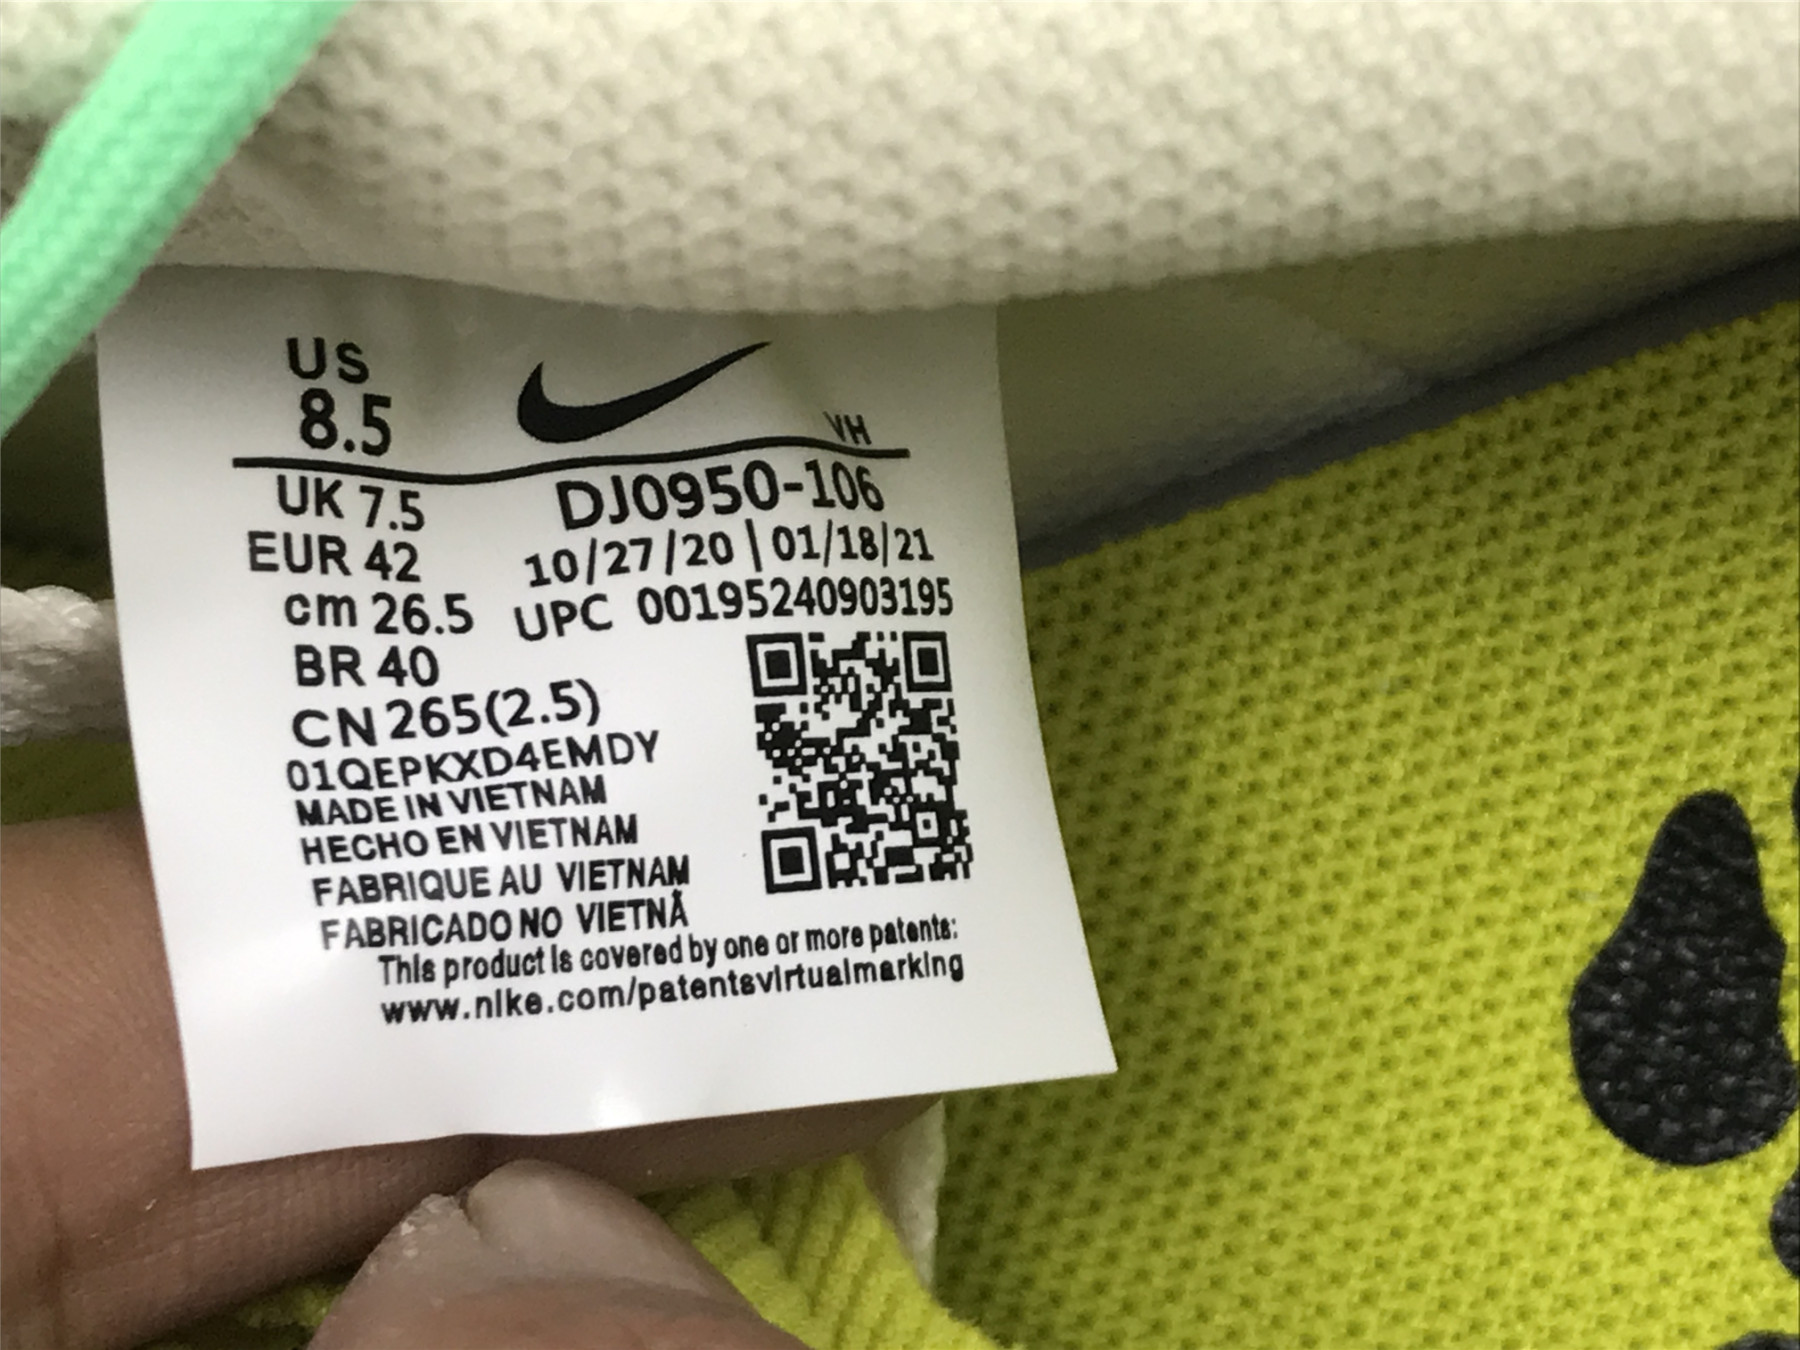 US
8.5
VH
UK 7.5
DJ0950-106
EUR 42
10/27/20 | 01/18/21
cm 26.5
UPC 00195240903195
BR 40
CN 265(2.5)
01QEPKXD4EMDY
MADE IN VIETNAM
HECHO EN VIETNAM
FABRIQUE AU VIETNAM
FABRICADO NO VIETNÃ
This product is covered by one or more patents:
www.nike.com/patentsvirtualmarking